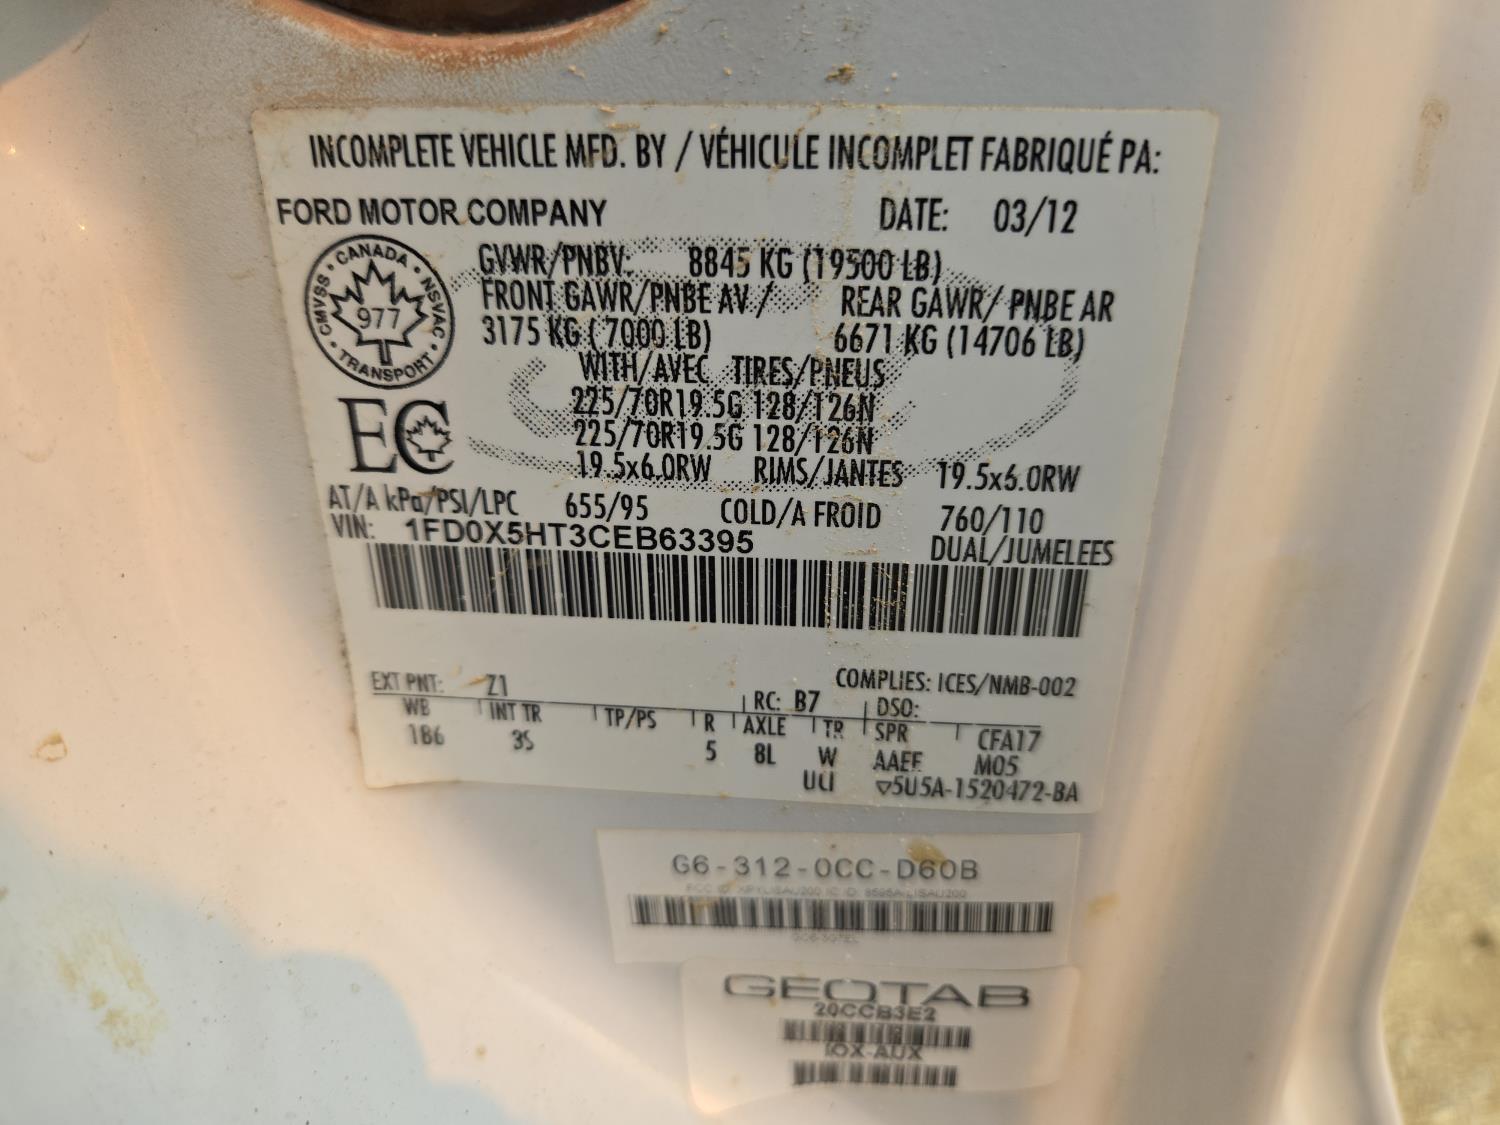 INCOMPLETE VEHICLE MFD. BY / VÉHICULE INCOMPLET FABRIQUÉ PA:
FORD MOTOR COMPANY DATE: 03/12
CANADA
CMVSS NSVAC
977
TRANSPORT
GVWR/PNBV: 8845 KG (19500 LB)
FRONT GAWR/PNBE AV / REAR GAWR/ PNBE AR
3175 KG ( 7000 LB) 6671 KG (14706 LB)
WITH/AVEC TIRES/PNEUS
225/70R19.5G 128/126N
225/70R19.5G 128/126N
EC
19.5x6.0RW RIMS/JANTES 19.5x6.0RW
AT/A kPa/PSI/LPC 655/95 COLD/A FROID 760/110
VIN: 1FD0X5HT3CEB63395 DUAL/JUMELEES
EXT PNT: Z1 COMPLIES: ICES/NMB-002
RC: B7 DSO:
WB INT TR TP/PS R AXLE TR SPR CFA17
186 3S 5 8L W AAEE M05
UCI ▽5U5A-1520472-BA
G6-312-0CC-D60B
GEOTAB
20CCB3E2
IOX-AUX